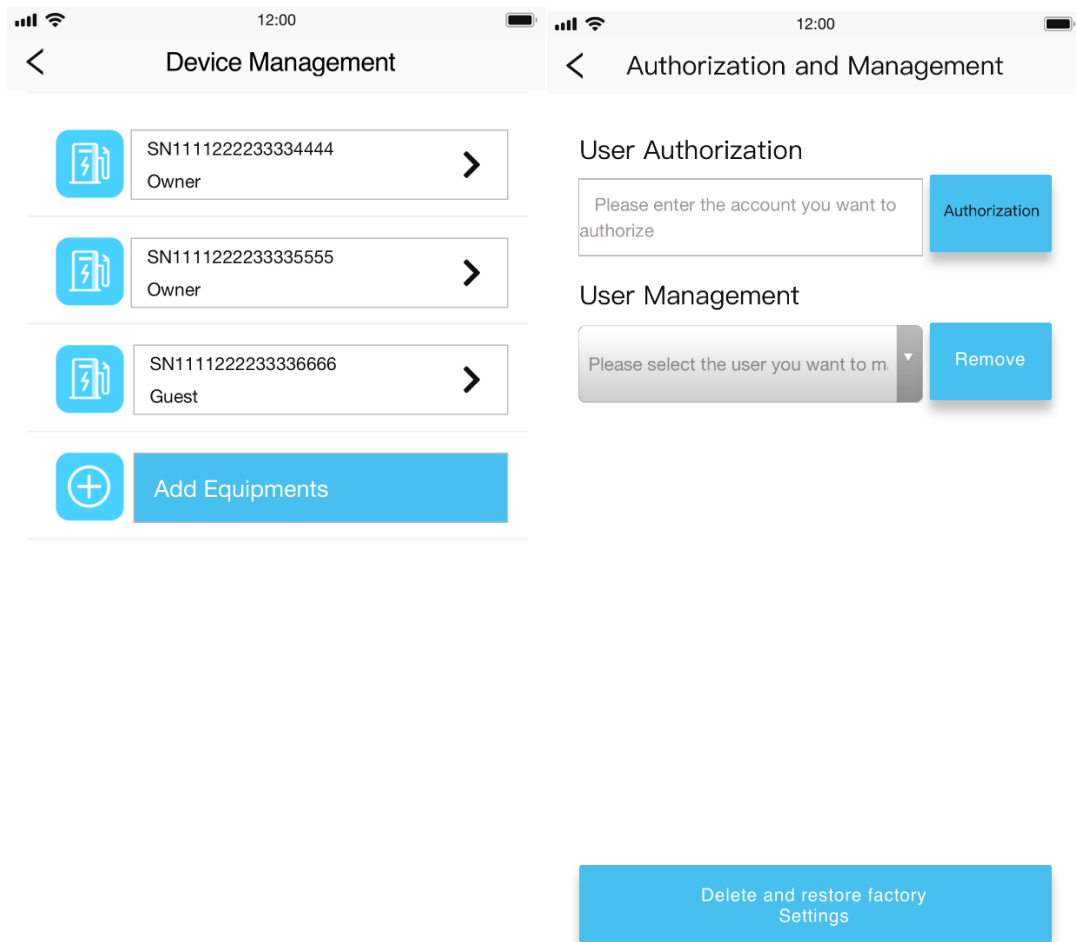 12:00
Device Management
SN1111222233334444
Owner
SN1111222233335555
Owner
SN1111222233336666
Guest
Add Equipments
12:00
Authorization and Management
User Authorization
Please enter the account you want to
authorize
Authorization
User Management
Please select the user you want to m
Remove
Delete and restore factory
Settings